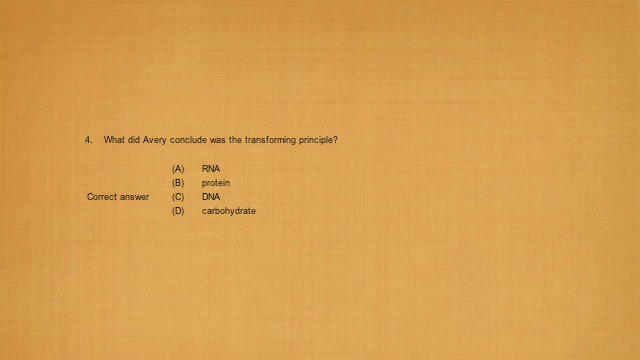 4. What did Avery conclude was the transforming principle?
(A) RNA
(B) protein
Correct answer (C) DNA
(D) carbohydrate